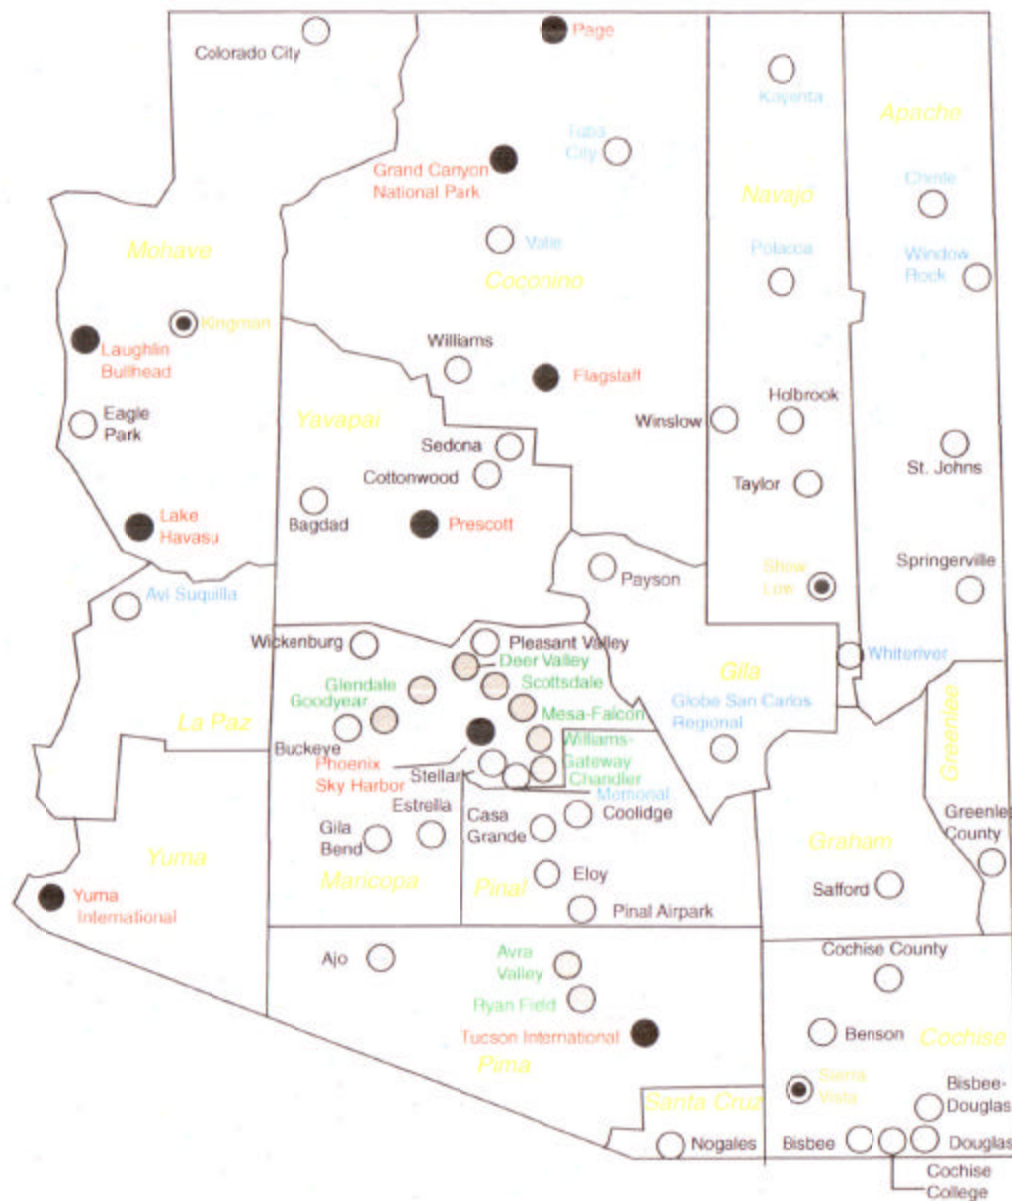 Page
Colorado City
Kayenta
Apache
Tuba
City
Grand Canyon
National Park
Chinle
Navajo
Mohave
Valle
Polacca
Window
Rock
Coconino
Kingman
Williams
Laughlin
Bullhead
Flagstaff
Holbrook
Eagle
Park
Yavapai
Winslow
Sedona
St. Johns
Cottonwood
Taylor
Lake
Havasu
Bagdad
Prescott
Payson
Show
Low
Springerville
Avi Suquilla
Wickenburg
Pleasant Valley
Whiteriver
Deer Valley
Glendale
Scottsdale
Gila
Goodyear
Globe San Carlos
Regional
Mesa-Falcon
La Paz
Buckeye
Williams-
Gateway
Greenlee
Phoenix
Sky Harbor
Stellar
Chandler
Memorial
Estrella
Casa
Grande
Coolidge
Greenlee
County
Gila
Bend
Yuma
Graham
Maricopa
Pinal
Eloy
Safford
Yuma
International
Pinal Airpark
Ajo
Avra
Valley
Cochise County
Ryan Field
Tucson International
Benson
Cochise
Pima
Sierra
Vista
Santa Cruz
Bisbee-
Douglas
Nogales
Bisbee
Douglas
Cochise
College